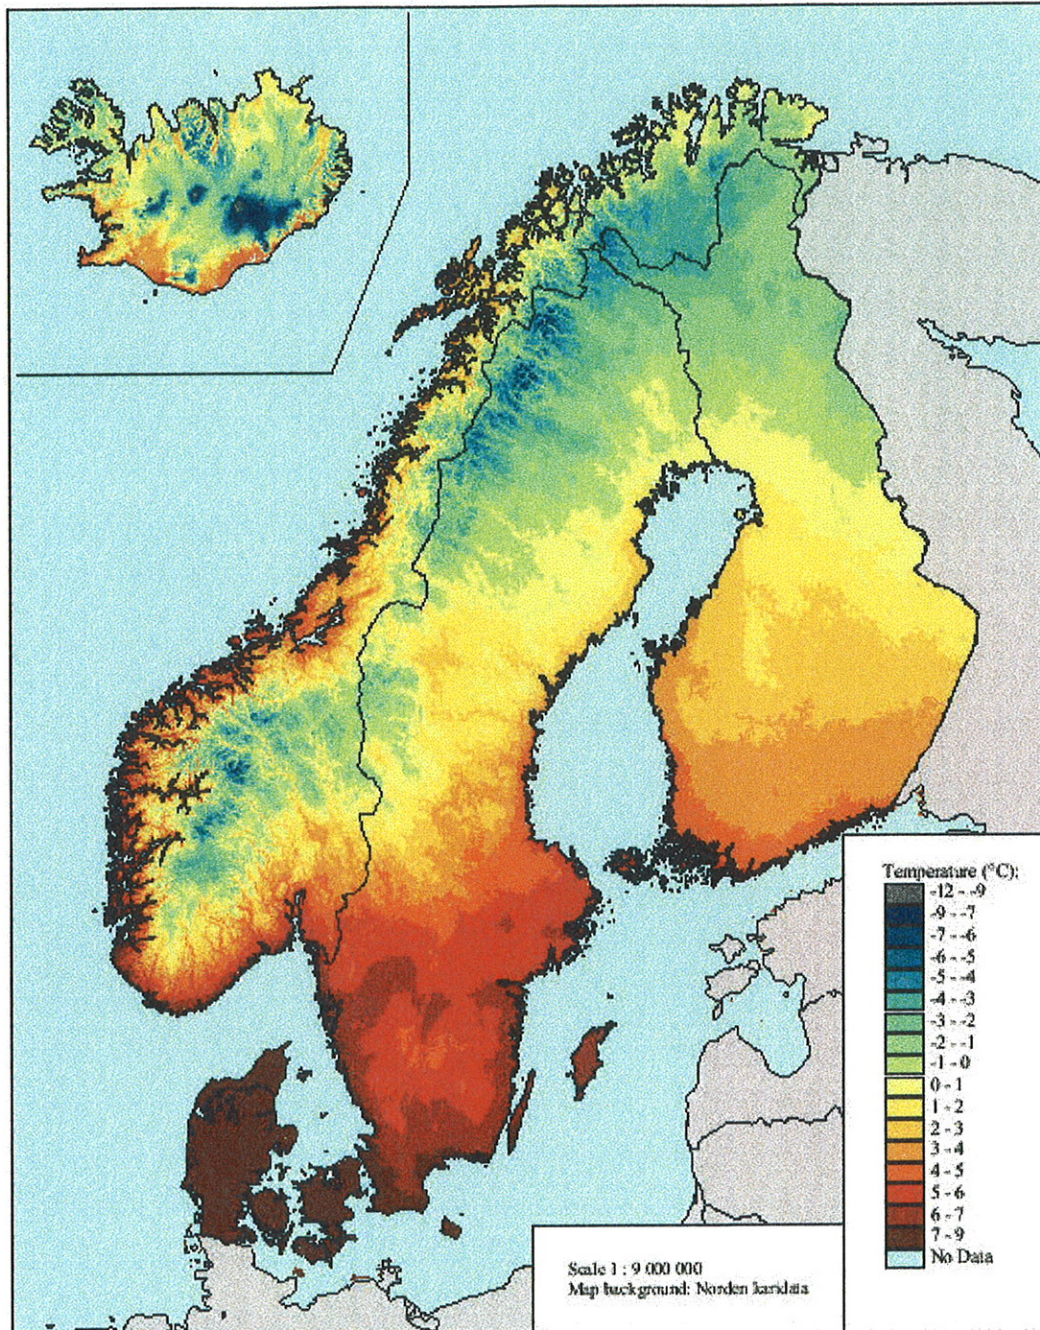 Temperature (°C):
-12 - -9
-9 - -7
-7 - -6
-6 - -5
-5 - -4
-4 - -3
-3 - -2
-2 - -1
-1 - 0
0 - 1
1 - 2
2 - 3
3 - 4
4 - 5
5 - 6
6 - 7
7 - 9
No Data
Scale 1 : 9 000 000
Map background: Norden kartdata